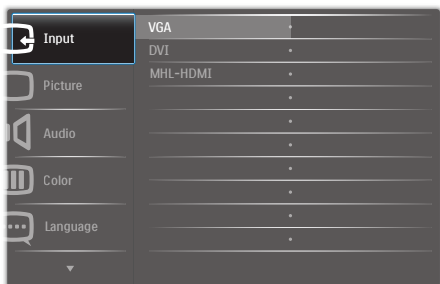 Input
Picture
Audio
Color
Language
VGA
DVI
MHL-HDMI